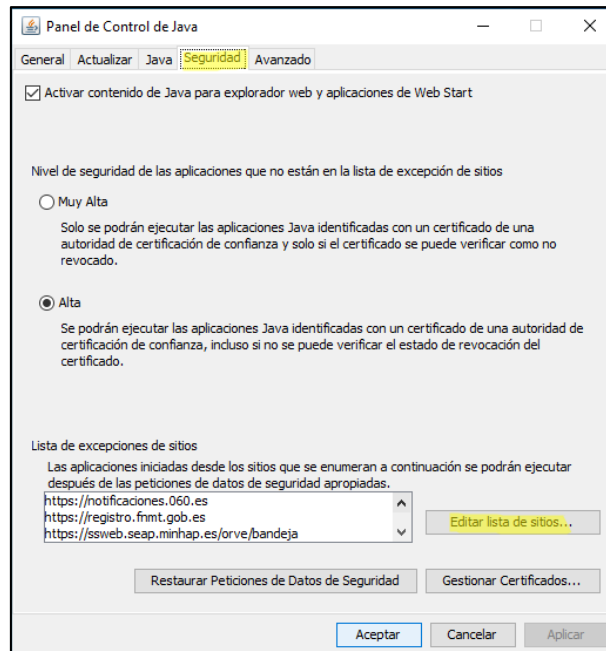 Panel de Control de Java
General Actualizar Java Seguridad Avanzado
Activar contenido de Java para explorador web y aplicaciones de Web Start
Nivel de seguridad de las aplicaciones que no están en la lista de excepción de sitios
Muy Alta
Solo se podrán ejecutar las aplicaciones Java identificadas con un certificado de una
autoridad de certificación de confianza y solo si el certificado se puede verificar como no
revocado.
Alta
Se podrán ejecutar las aplicaciones Java identificadas con un certificado de una autoridad de
certificación de confianza, incluso si no se puede verificar el estado de revocación del
certificado.
Lista de excepciones de sitios
Las aplicaciones iniciadas desde los sitios que se enumeran a continuación se podrán ejecutar
después de las peticiones de datos de seguridad apropiadas.
https://notificaciones.060.es
https://registro.fnmt.gob.es
https://ssweb.seap.minhap.es/orve/bandeja
Editar lista de sitios...
Restaurar Peticiones de Datos de Seguridad Gestionar Certificados...
Aceptar Cancelar Aplicar